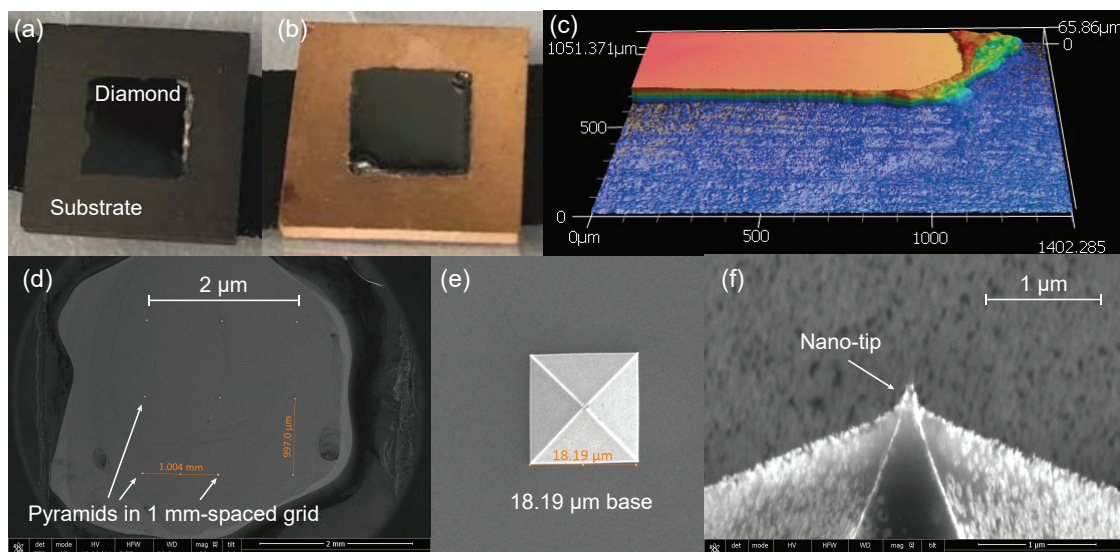 (a)
Diamond
Substrate
(b)
(c)
1051.371μm
65.86μm
0
500
0
0μm
500
1000
1402.285
(d)
2 μm
997.0 μm
1.004 mm
Pyramids in 1 mm-spaced grid
det mode HV HFW WD mag tilt
2 mm
(e)
18.19 μm
18.19 μm base
(f)
1 μm
Nano-tip
det mode HV HFW WD mag tilt
1 μm